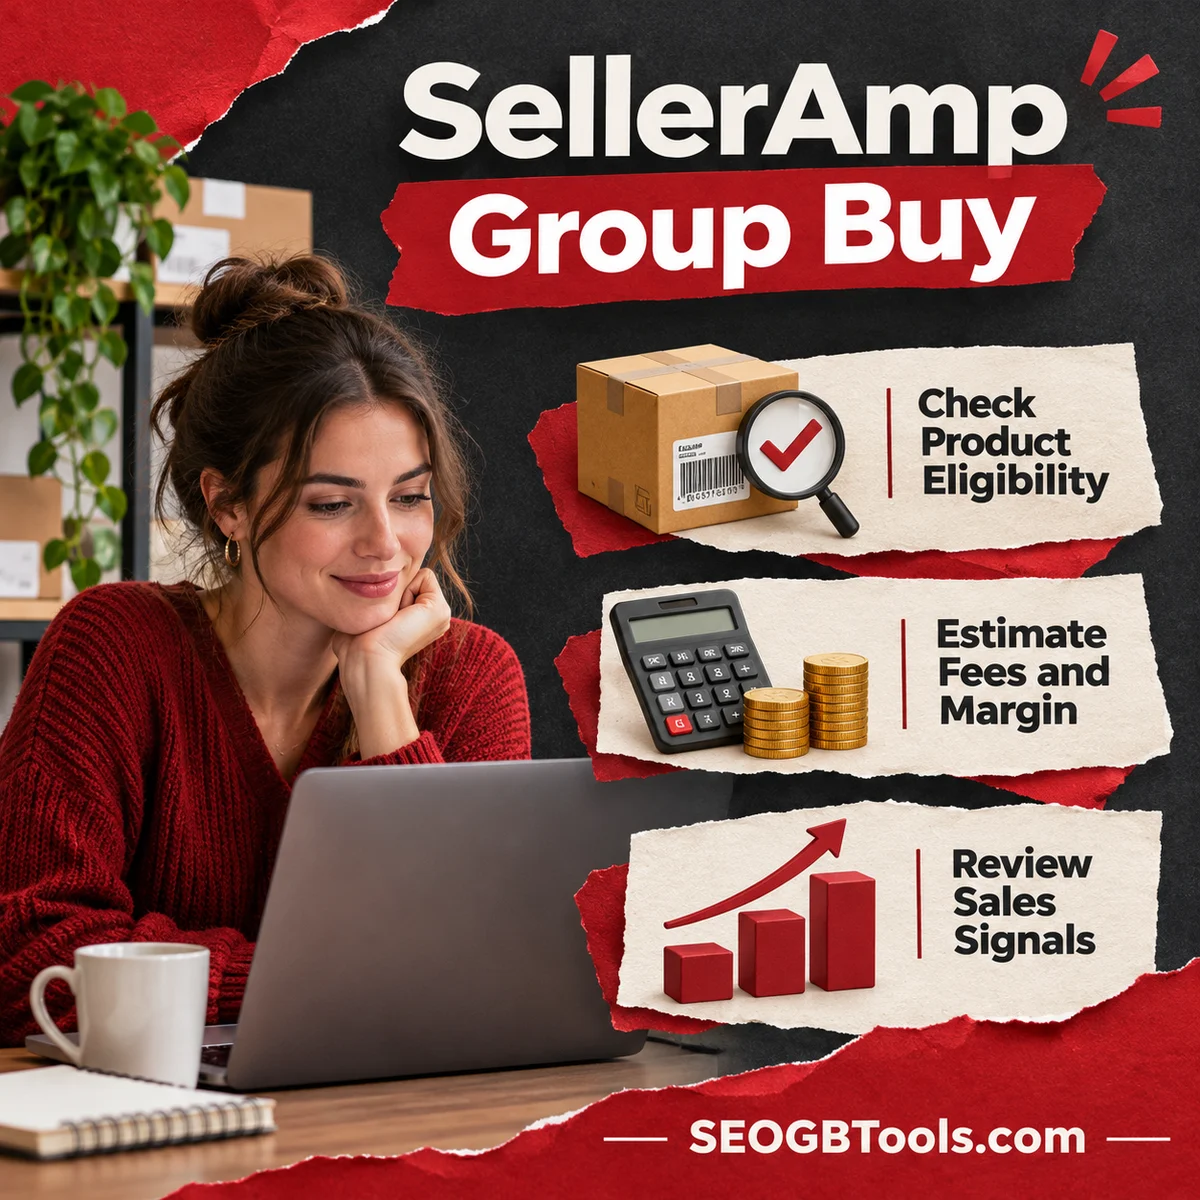 SellerAmp
Group Buy
Check
Product
Eligibility
Estimate
Fees and
Margin
Review
Sales
Signals
SEOGBTools.com